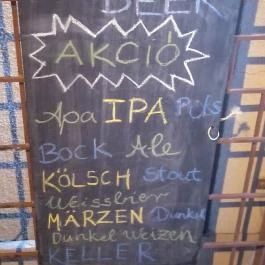 BEER
AKCIÓ
Apa IPA Pils
BOCK Ale
KÖLSCH Stout
Weissbier
MÄRZEN Dunkel
Dunkel Weizen
KELLER